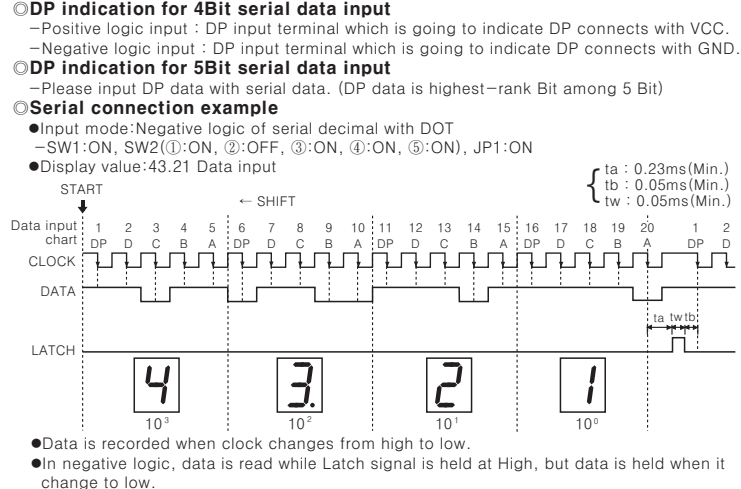 ◎DP indication for 4Bit serial data input
−Positive logic input : DP input terminal which is going to indicate DP connects with VCC.
−Negative logic input : DP input terminal which is going to indicate DP connects with GND.
◎DP indication for 5Bit serial data input
−Please input DP data with serial data. (DP data is highest−rank Bit among 5 Bit)
◎Serial connection example
●Input mode:Negative logic of serial decimal with DOT
−SW1:ON, SW2(①:ON, ②:OFF, ③:ON, ④:ON, ⑤:ON), JP1:ON
●Display value:43.21 Data input
ta : 0.23ms(Min.)
tb : 0.05ms(Min.)
tw : 0.05ms(Min.)
START
← SHIFT
Data input 1 2 3 4 5 6 7 8 9 10 11 12 13 14 15 16 17 18 19 20 1 2
chart DP D C B A DP D C B A DP D C B A DP D C B A DP D
CLOCK
DATA
ta tw tb
LATCH
4 3. 2 1
10³ 10² 10¹ 10⁰
●Data is recorded when clock changes from high to low.
●In negative logic, data is read while Latch signal is held at High, but data is held when it
change to low.